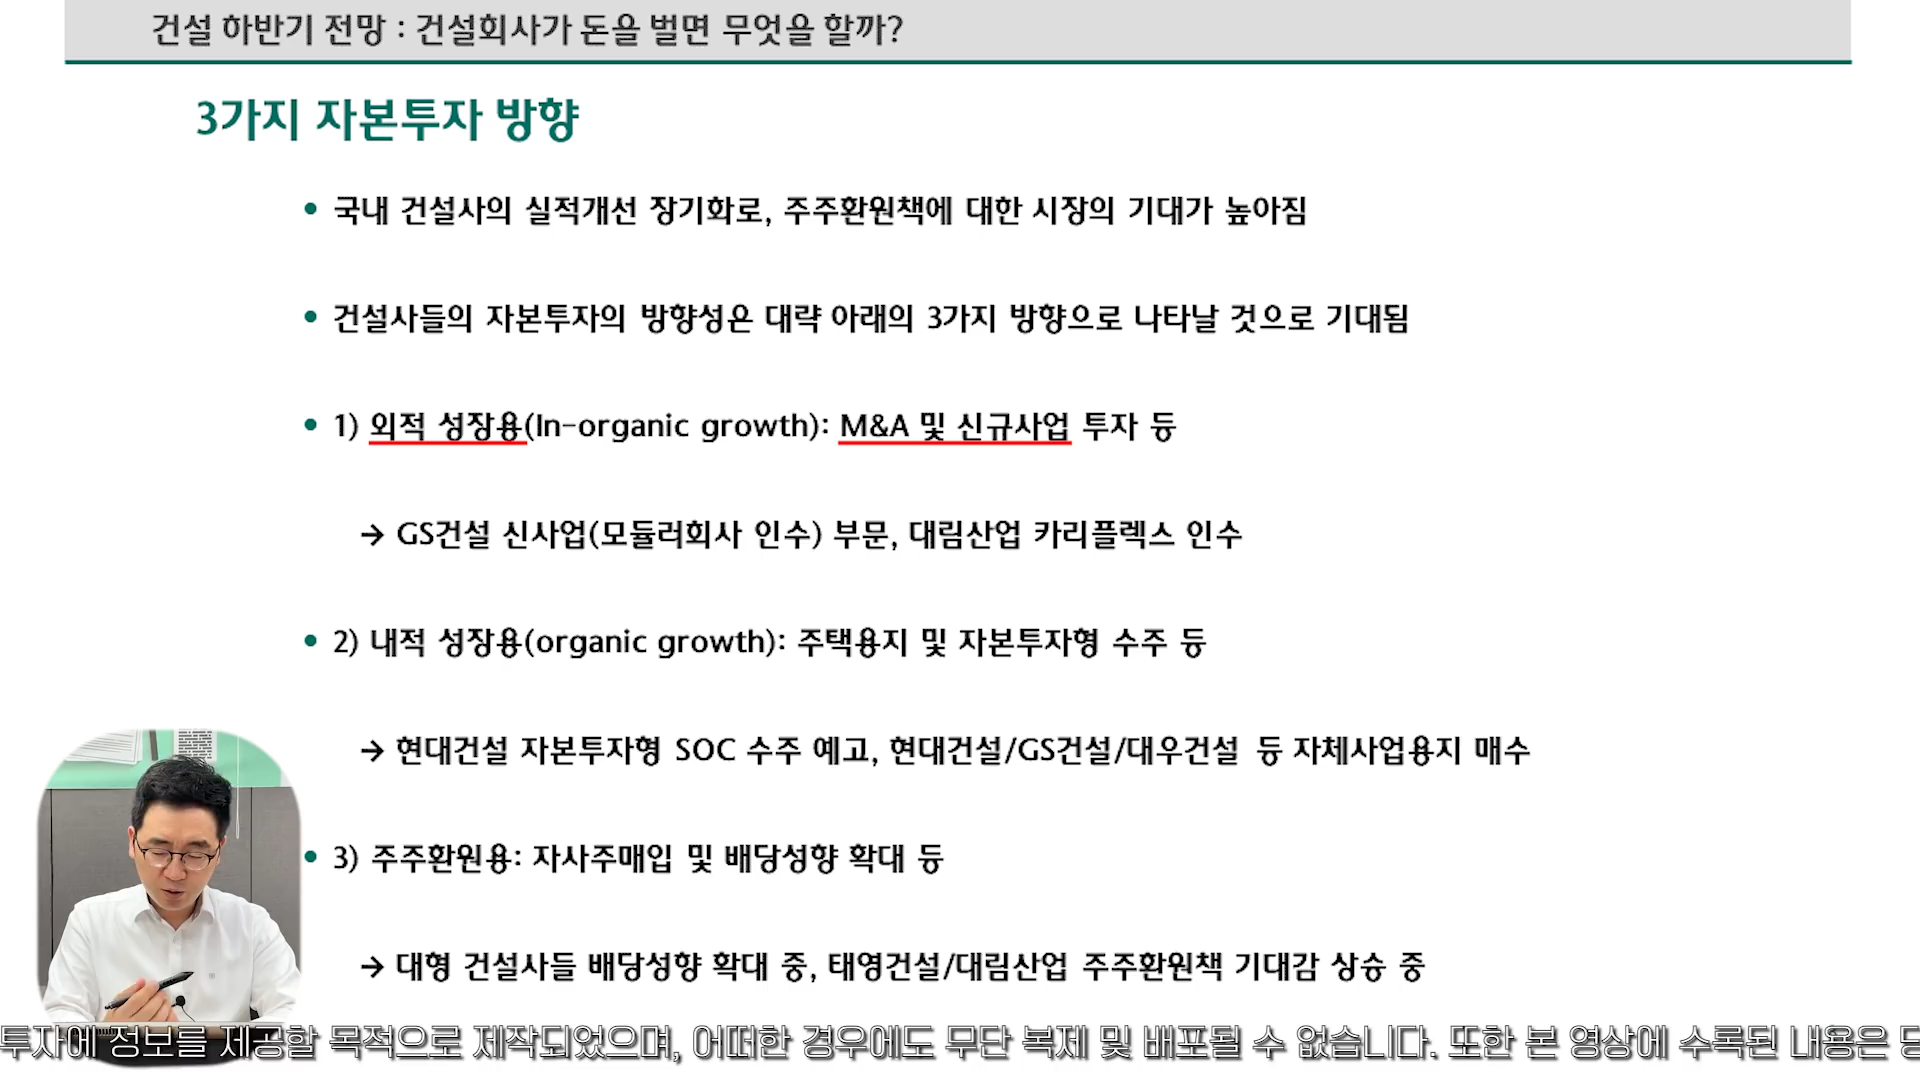 건설 하반기 전망 : 건설회사가 돈을 벌면 무엇을 할까?
3가지 자본투자 방향
• 국내 건설사의 실적개선 장기화로, 주주환원책에 대한 시장의 기대가 높아짐
• 건설사들의 자본투자의 방향성은 대략 아래의 3가지 방향으로 나타날 것으로 기대됨
• 1) 외적 성장용(In-organic growth): M&A 및 신규사업 투자 등
→ GS건설 신사업(모듈러회사 인수) 부문, 대림산업 카리플렉스 인수
• 2) 내적 성장용(organic growth): 주택용지 및 자본투자형 수주 등
→ 현대건설 자본투자형 SOC 수주 예고, 현대건설/GS건설/대우건설 등 자체사업용지 매수
• 3) 주주환원용: 자사주매입 및 배당성향 확대 등
→ 대형 건설사들 배당성향 확대 중, 태영건설/대림산업 주주환원책 기대감 상승 중
투자에 정보를 제공할 목적으로 제작되었으며, 어떠한 경우에도 무단 복제 및 배포될 수 없습니다. 또한 본 영상에 수록된 내용은